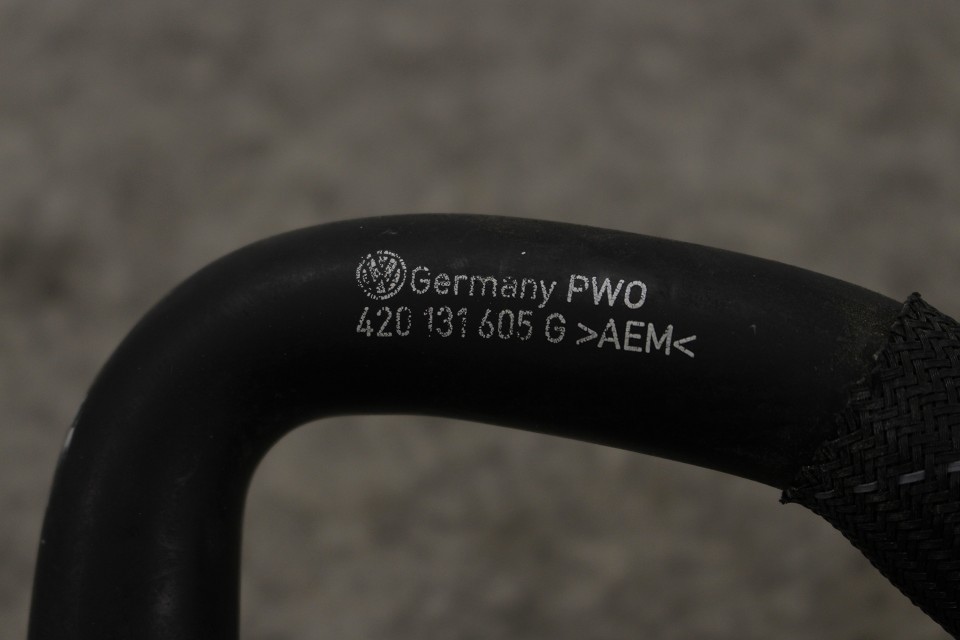 Germany PWO
420 131 605 G >AEM<